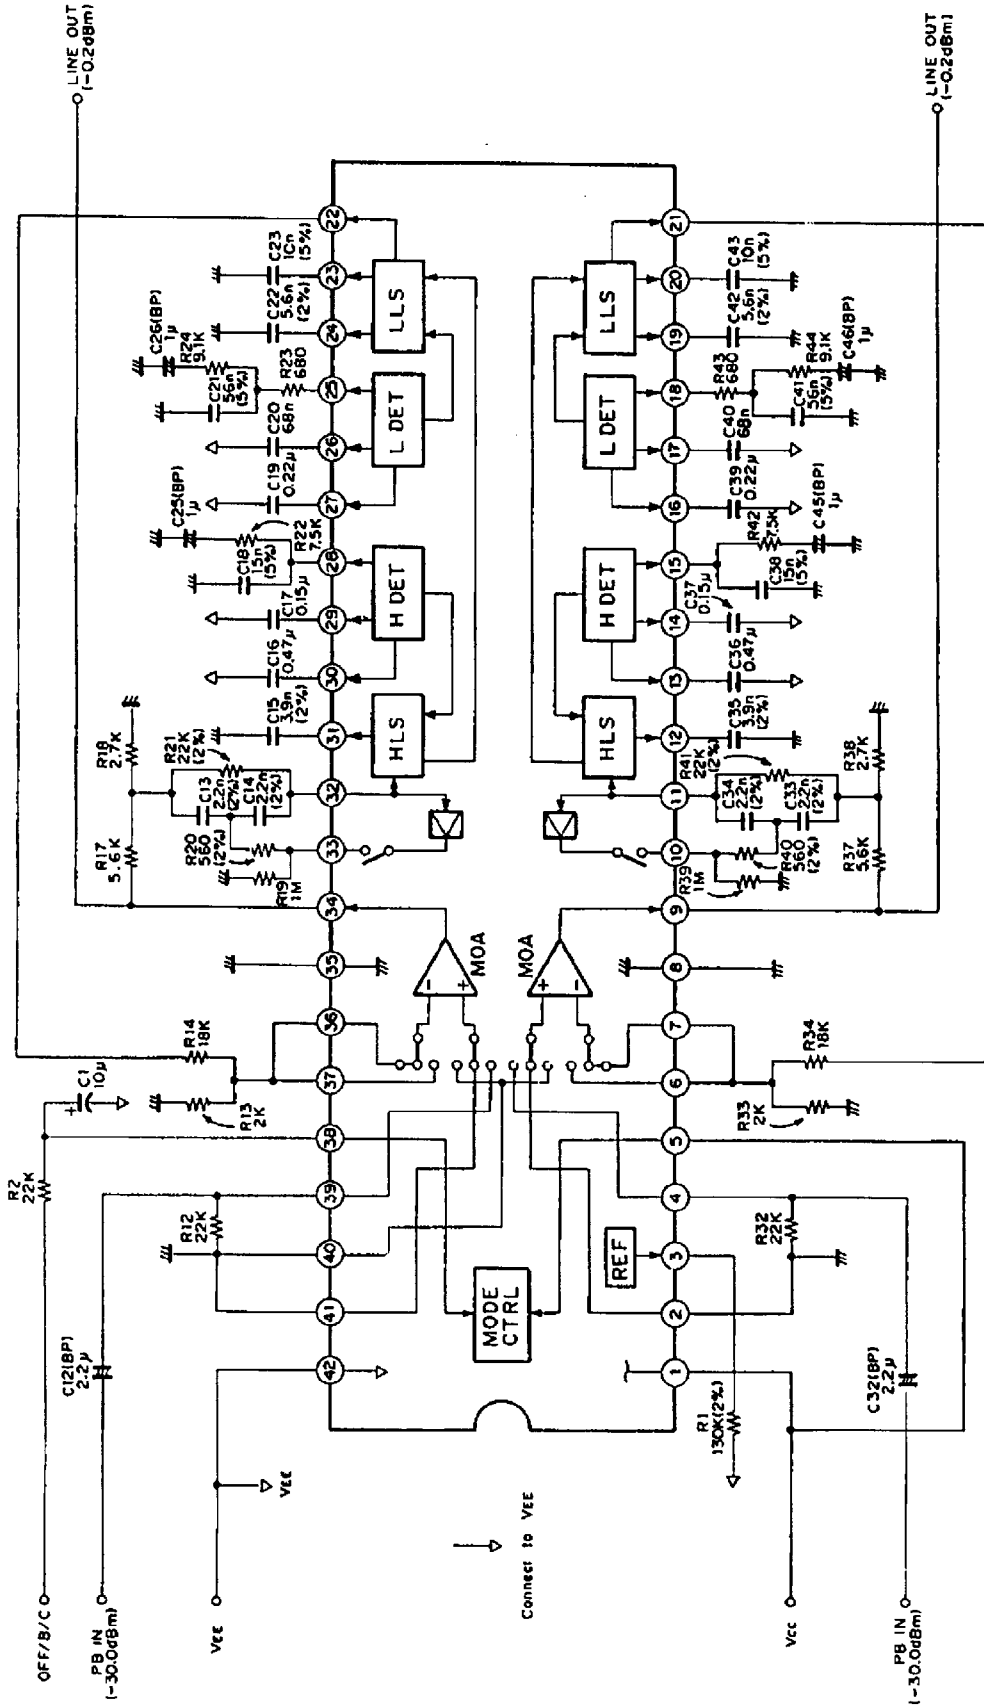 OFF/B/C
PB IN
(-30.0dBm)
VEE
VEE
Connect to VEE
Vcc
PB IN
(-30.0dBm)
R2
22K
C12(BP)
2.2µ
C1
10µ
+
R12
22K
R13
2K
R14
18K
R17
5.6K
R18
2.7K
R19
1M
R20
560
(2%)
C13
2.2n
(2%)
C14
2.2n
(2%)
R21
22K
(2%)
C15
3.9n
(2%)
C16
0.47µ
C17
0.15µ
C18
15n
(5%)
R22
7.5K
C25(BP)
1µ
C19
0.22µ
C20
68n
C21
56n
(5%)
R23
680
R24
9.1K
C26(BP)
1µ
C22
5.6n
(2%)
C23
10n
(5%)
LINE OUT
(-0.2dBm)
42
41
40
39
38
37
36
35
34
33
32
31
30
29
28
27
26
25
24
23
22
MODE
CTRL
REF
-
+
MOA
MOA
+
-
HLS
H DET
L DET
LLS
HLS
H DET
L DET
LLS
1
2
3
4
5
6
7
8
9
10
11
12
13
14
15
16
17
18
19
20
21
R1
130K(2%)
C32(BP)
2.2µ
R32
22K
R33
2K
R34
18K
R37
5.6K
R38
2.7K
R39
1M
R40
560
(2%)
C33
2.2n
(2%)
C34
2.2n
(2%)
R41
22K
(2%)
C35
3.9n
(2%)
C36
0.47µ
C37
0.15µ
C38
15n
(5%)
R42
7.5K
C45(BP)
1µ
C39
0.22µ
C40
68n
C41
56n
(5%)
R43
680
R44
9.1K
C46(BP)
1µ
C42
5.6n
(2%)
C43
10n
(5%)
LINE OUT
(-0.2dBm)